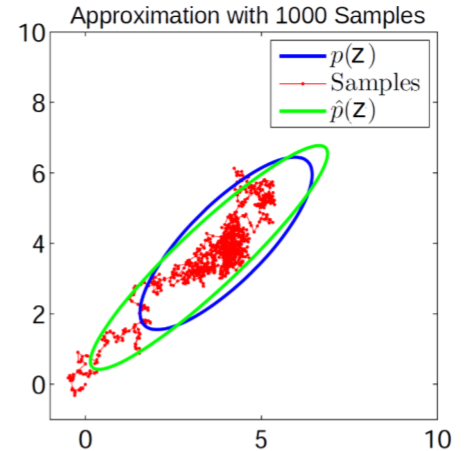 Approximation with 1000 Samples
10
8
6
4
2
0
0 5 10
p(z)
Samples
p̂(z)